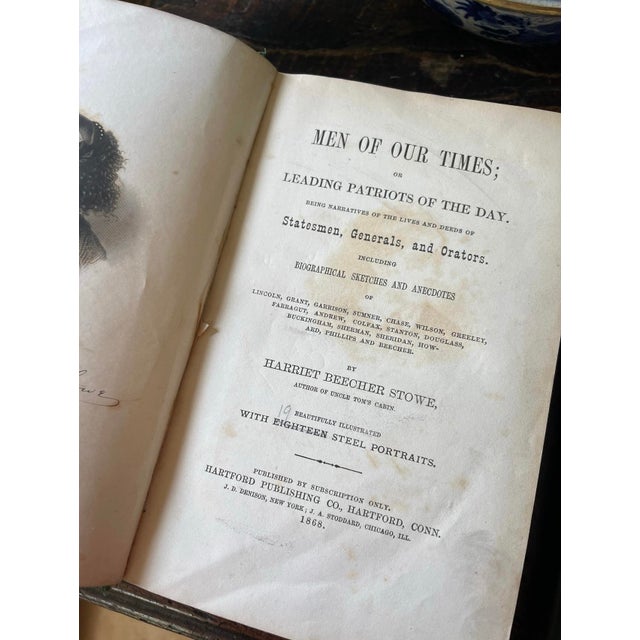 MEN OF OUR TIMES;
OR
LEADING PATRIOTS OF THE DAY.
BEING NARRATIVES OF THE LIVES AND DEEDS OF
Statesmen, Generals, and Orators.
INCLUDING
BIOGRAPHICAL SKETCHES AND ANECDOTES
OF
LINCOLN, GRANT, GARRISON, SUMNER, CHASE, WILSON, GREELEY,
FARRAGUT, ANDREW, COLFAX, STANTON, DOUGLASS,
BUCKINGHAM, SHERMAN, SHERIDAN, HOW-
ARD, PHILLIPS AND BEECHER.
BY
HARRIET BEECHER STOWE,
AUTHOR OF UNCLE TOM'S CABIN.
BEAUTIFULLY ILLUSTRATED
19
WITH EIGHTEEN STEEL PORTRAITS.
PUBLISHED BY SUBSCRIPTION ONLY.
HARTFORD PUBLISHING CO., HARTFORD, CONN.
J. D. DENISON, NEW YORK; J. A. STODDARD, CHICAGO, ILL.
1868.